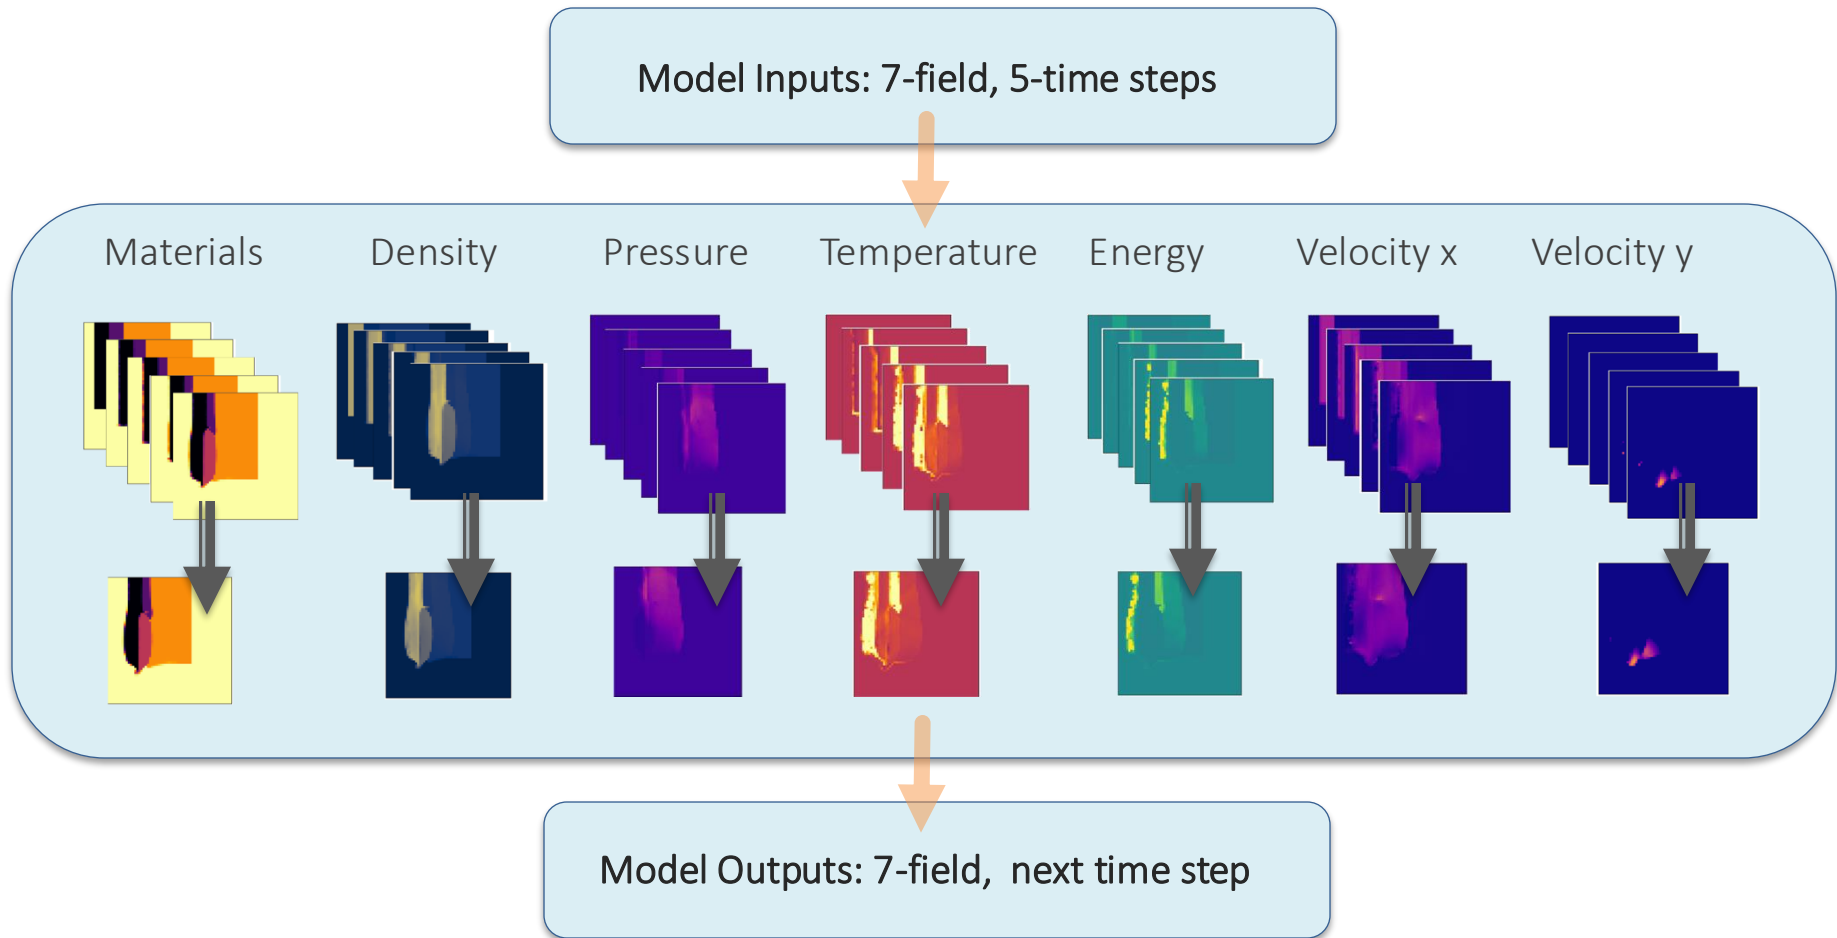 Model Inputs: 7-field, 5-time steps
Materials Density Pressure Temperature Energy Velocity x Velocity y
Model Outputs: 7-field, next time step